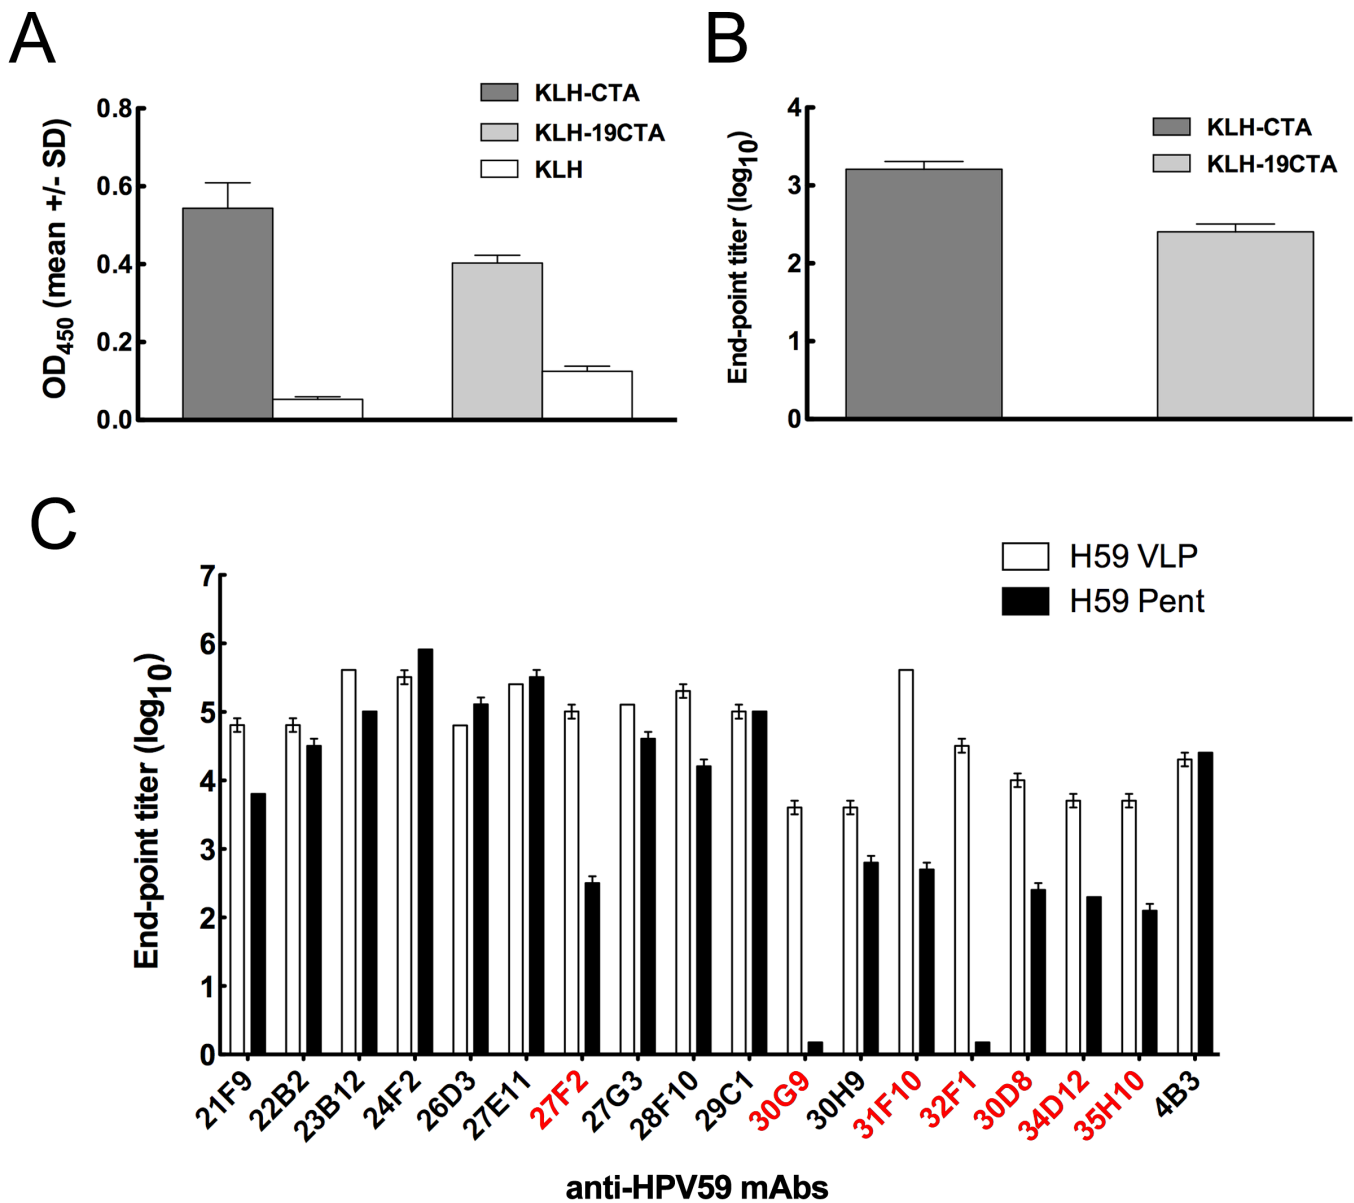 A
KLH-CTA
KLH-19CTA
KLH
OD450 (mean +/- SD)
0.8
0.6
0.4
0.2
0.0
B
KLH-CTA
KLH-19CTA
End-point titer (log10)
4
3
2
1
0
C
H59 VLP
H59 Pent
End-point titer (log10)
7
6
5
4
3
2
1
0
21F9
22B2
23B12
24F2
26D3
27E11
27F2
27G3
28F10
29C1
30G9
30H9
31F10
32F1
30D8
34D12
35H10
4B3
anti-HPV59 mAbs